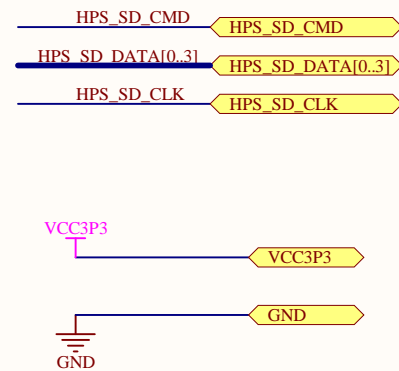 HPS_SD_CMD HPS_SD_CMD
HPS_SD_DATA[0..3] HPS_SD_DATA[0..3]
HPS_SD_CLK HPS_SD_CLK
VCC3P3
VCC3P3
GND
GND